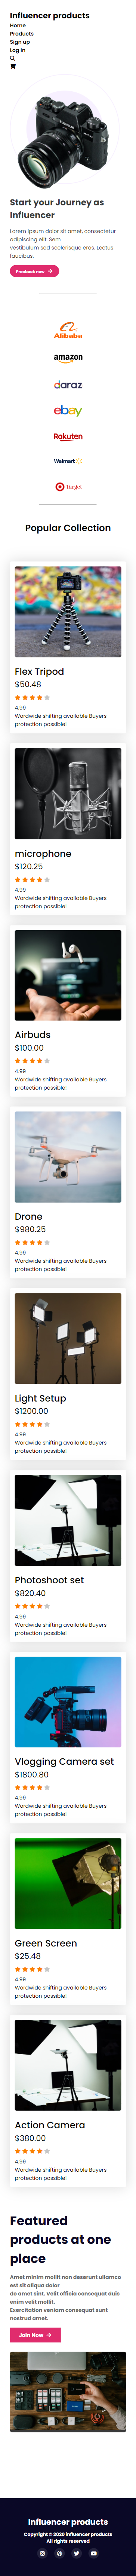 Influencer products
Home
Products
Sign up
Log in
Start your Journey as
Influencer
Lorem ipsum dolor sit amet, consectetur
adipiscing elit. Sem
vestibulum sed scelerisque eros. Lectus
faucibus.
Preebook now
Alibaba
amazon
daraz
ebay
Rakuten
Walmart
Target
Popular Collection
Flex Tripod
$50.48
4.99
Wordwide shifting available Buyers
protection possible!
microphone
$120.25
4.99
Wordwide shifting available Buyers
protection possible!
Airbuds
$100.00
4.99
Wordwide shifting available Buyers
protection possible!
Drone
$980.25
4.99
Wordwide shifting available Buyers
protection possible!
Light Setup
$1200.00
4.99
Wordwide shifting available Buyers
protection possible!
Photoshoot set
$820.40
4.99
Wordwide shifting available Buyers
protection possible!
Vlogging Camera set
$1800.80
4.99
Wordwide shifting available Buyers
protection possible!
Green Screen
$25.48
4.99
Wordwide shifting available Buyers
protection possible!
Action Camera
$380.00
4.99
Wordwide shifting available Buyers
protection possible!
Featured
products at one
place
Amet minim mollit non deserunt ullamco
est sit aliqua dolor
do amet sint. Velit officia consequat duis
enim velit mollit.
Exercitation veniam consequat sunt
nostrud amet.
Join Now
Influencer products
Copyright © 2020 influencer products
All rights reserved